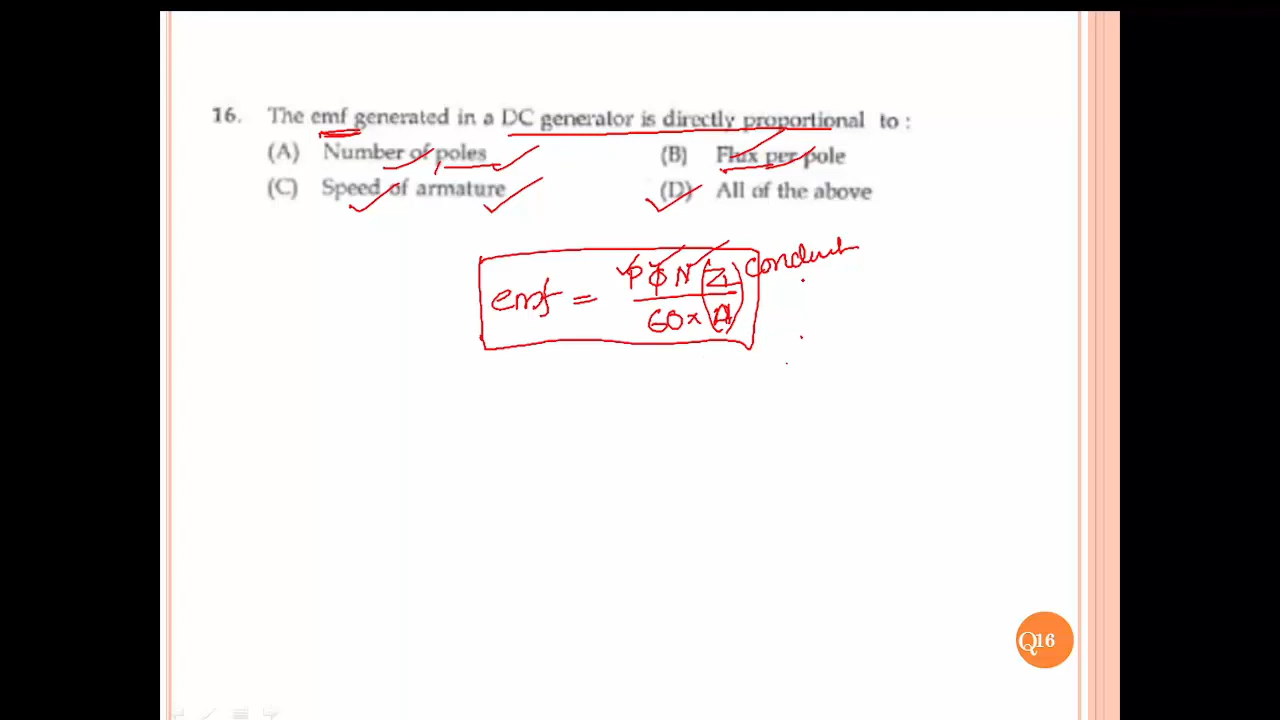 16. The emf generated in a DC generator is directly proportional to :
(A) Number of poles (B) Flux per pole
(C) Speed of armature (D) All of the above
emf = PϕNZ conduct
60 × A
Q16